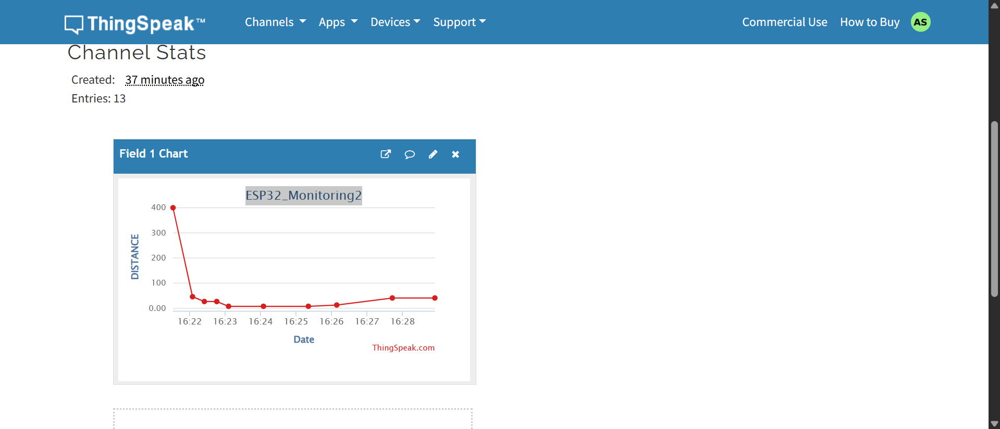 ThingSpeak™ Channels Apps Devices Support Commercial Use How to Buy AS
Channel Stats
Created: 37 minutes ago
Entries: 13
Field 1 Chart
ESP32_Monitoring2
DISTANCE
400
300
200
100
0.00
16:22 16:23 16:24 16:25 16:26 16:27 16:28
Date
ThingSpeak.com